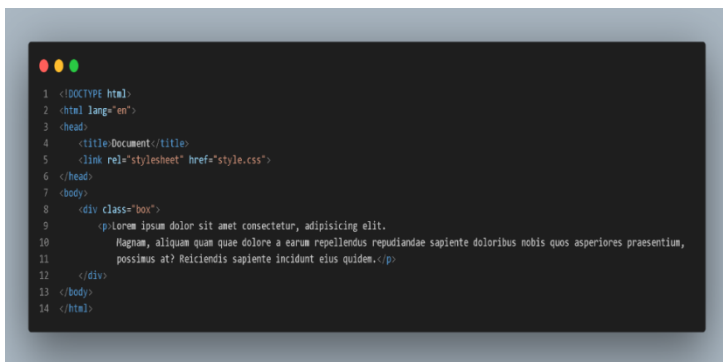 1 <!DOCTYPE html>
2 <html lang="en">
3 <head>
4 <title>Document</title>
5 <link rel="stylesheet" href="style.css">
6 </head>
7 <body>
8 <div class="box">
9 <p>Lorem ipsum dolor sit amet consectetur, adipisicing elit.
10 Magnam, aliquam quam quae dolore a earum repellendus repudiandae sapiente doloribus nobis quos asperiores praesentium,
11 possimus at? Reiciendis sapiente incidunt eius quidem.</p>
12 </div>
13 </body>
14 </html>